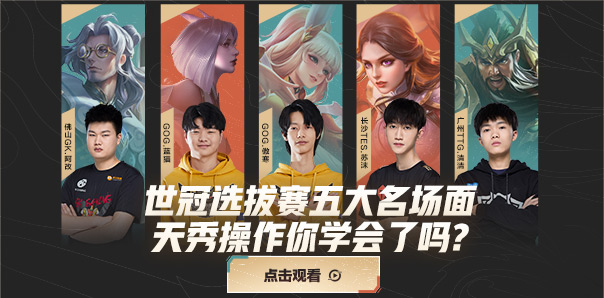 佛山GK·阿改
GOG·蓝猫
GOG·傲寒
长沙TES·苏沫
广州TTG·清清
世冠选拔赛五大名场面
天秀操作你学会了吗?
点击观看